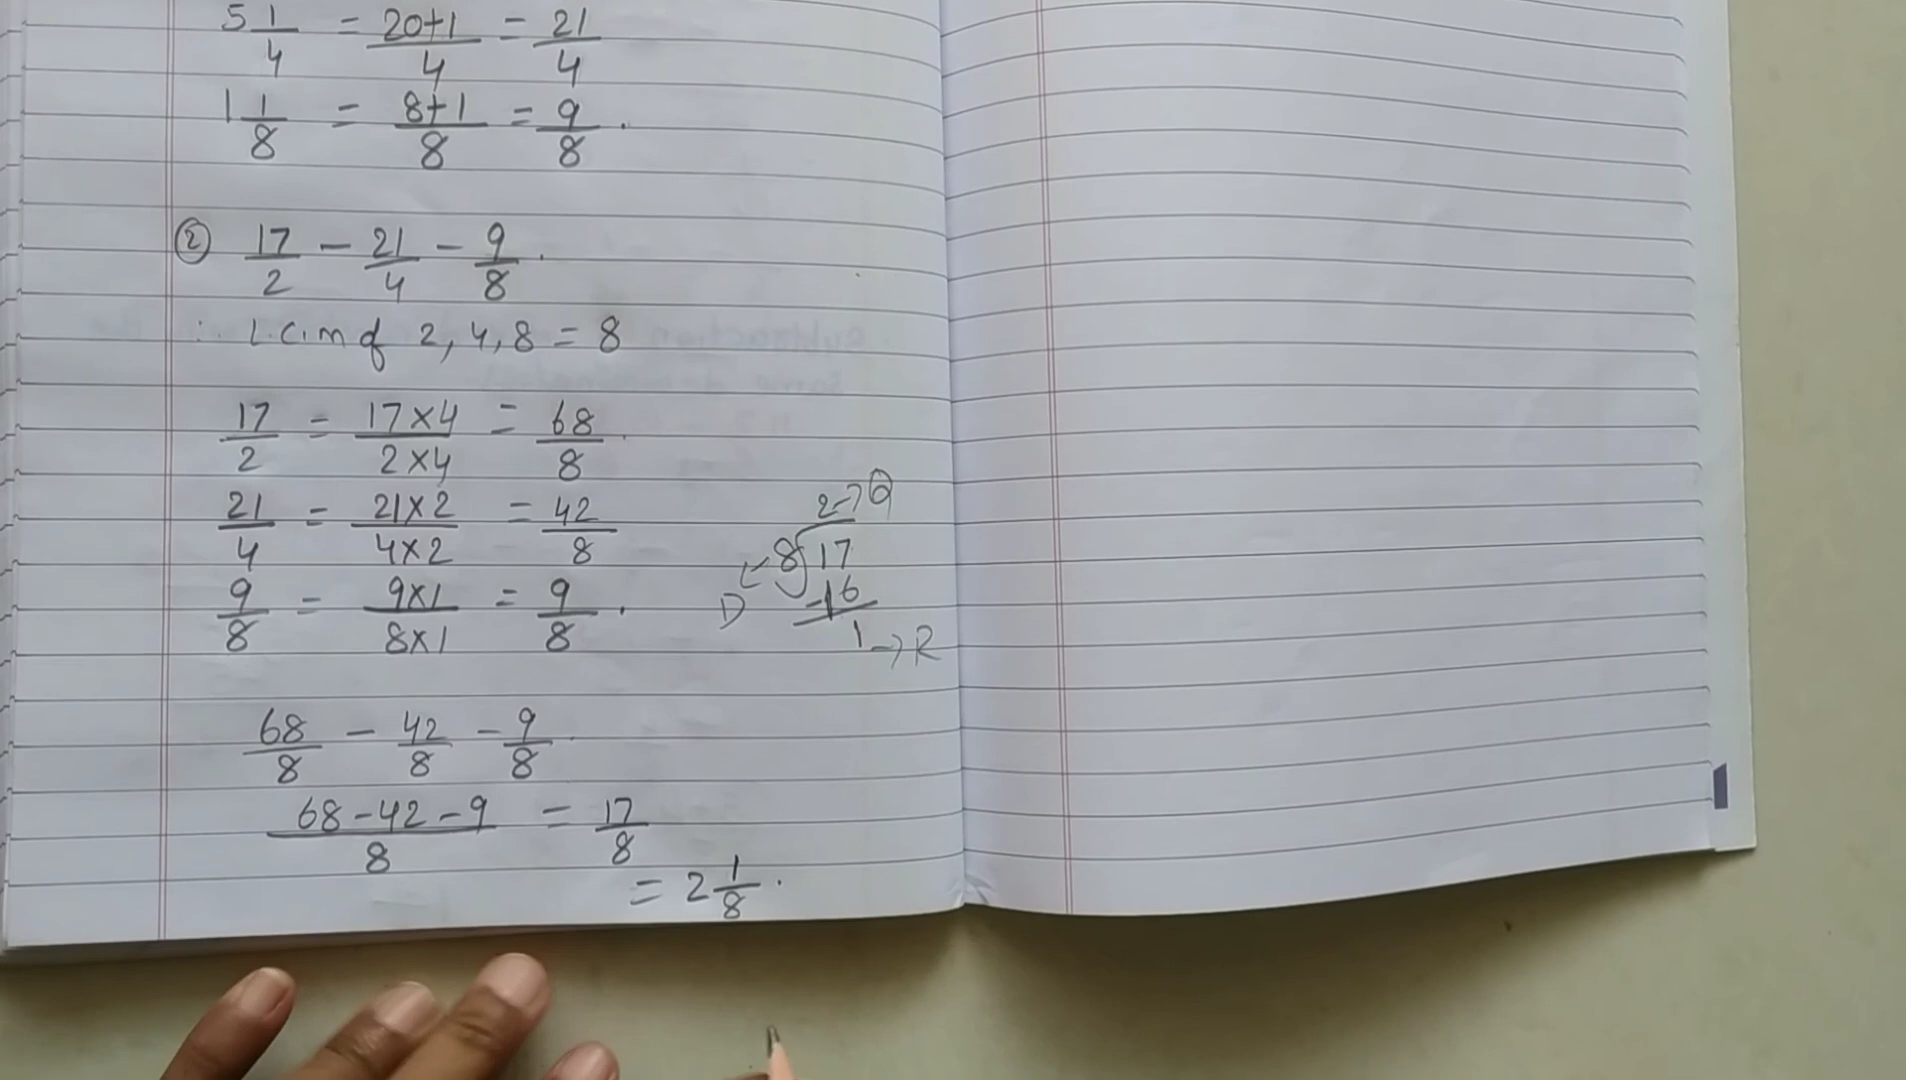 5 1/4 = 20+1/4 = 21/4
1 1/8 = 8+1/8 = 9/8.
② 17/2 - 21/4 - 9/8.
∴ L.C.m of 2, 4, 8 = 8
17/2 = 17×4/2×4 = 68/8.
21/4 = 21×2/4×2 = 42/8
9/8 = 9×1/8×1 = 9/8.
2→Q
D← 8)17
-16
1→R
68/8 - 42/8 - 9/8.
68-42-9/8 = 17/8
= 2 1/8.